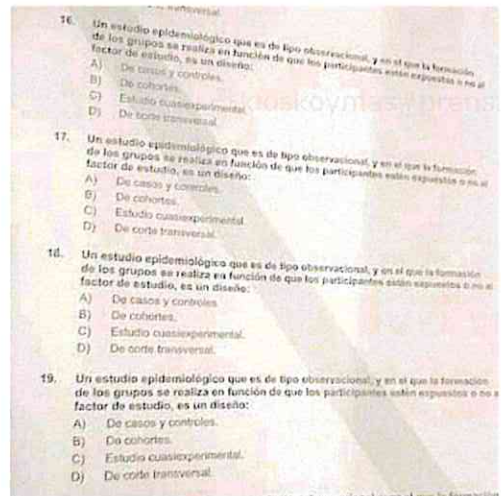 transversal.
16. Un estudio epidemiológico que es de tipo observacional, y en el que la formación
de los grupos se realiza en función de que los participantes estén expuestos o no al
factor de estudio, es un diseño:
A) De casos y controles.
B) De cohortes.
C) Estudio cuasiexperimental.
D) De corte transversal.
kioskoymas
17. Un estudio epidemiológico que es de tipo observacional, y en el que la formación
de los grupos se realiza en función de que los participantes estén expuestos o no al
factor de estudio, es un diseño:
A) De casos y controles.
B) De cohortes.
C) Estudio cuasiexperimental.
D) De corte transversal.
18. Un estudio epidemiológico que es de tipo observacional, y en el que la formación
de los grupos se realiza en función de que los participantes estén expuestos o no al
factor de estudio, es un diseño:
A) De casos y controles.
B) De cohortes.
C) Estudio cuasiexperimental.
D) De corte transversal.
19. Un estudio epidemiológico que es de tipo observacional, y en el que la formación
de los grupos se realiza en función de que los participantes estén expuestos o no a
factor de estudio, es un diseño:
A) De casos y controles.
B) De cohortes.
C) Estudio cuasiexperimental.
D) De corte transversal.